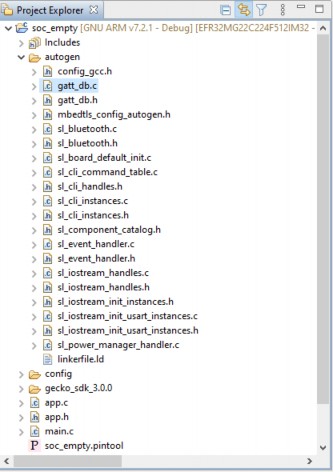 Project Explorer
soc_empty [GNU ARM v7.2.1 - Debug] [EFR32MG22C224F512IM32 -
Includes
autogen
config_gcc.h
gatt_db.c
gatt_db.h
mbedtls_config_autogen.h
sl_bluetooth.c
sl_board_default_init.c
sl_cli_command_table.c
sl_cli_handles.h
sl_cli_instances.c
sl_cli_instances.h
sl_component_catalog.h
sl_event_handler.c
sl_event_handler.h
sl_iostream_handles.c
sl_iostream_handles.h
sl_iostream_init_instances.h
sl_iostream_init_usart_instances.c
sl_iostream_init_usart_instances.h
sl_power_manager_handler.c
linkerfile.ld
config
gecko_sdk_3.0.0
app.c
app.h
main.c
soc_empty.pintool